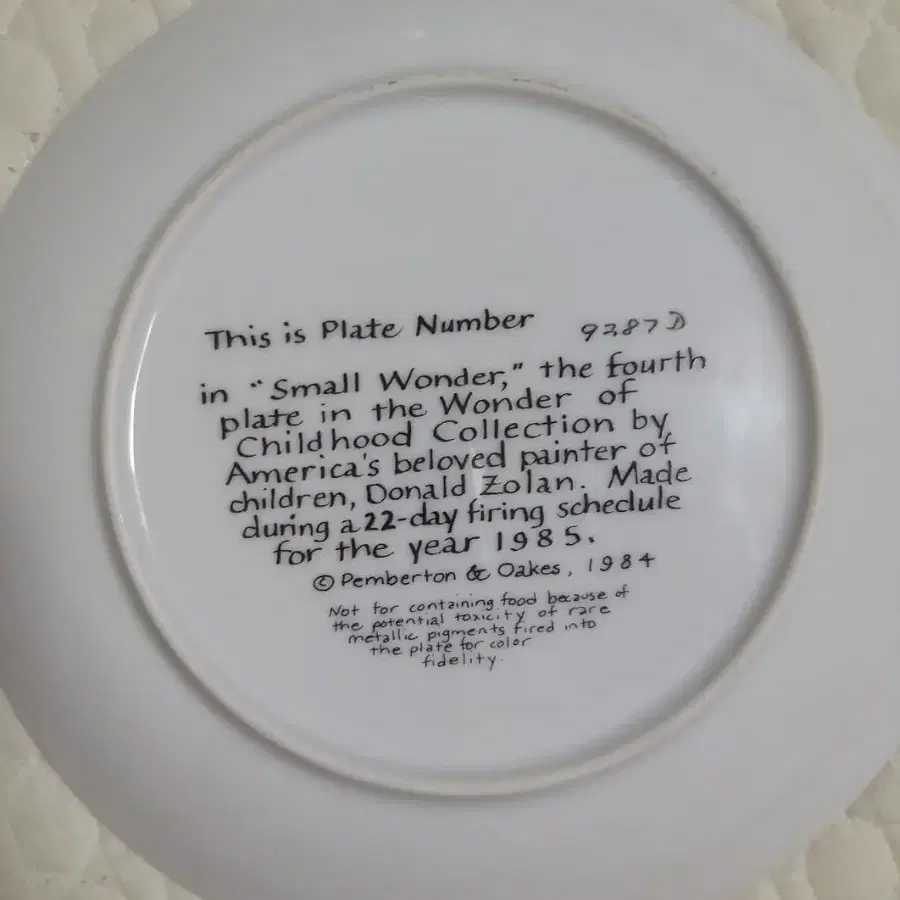 This is Plate Number 9387D
in "Small Wonder," the fourth
plate in the Wonder of
Childhood Collection by
America's beloved painter of
children, Donald Zolan. Made
during a 22-day firing schedule
for the year 1985.
© Pemberton & Oakes, 1984
Not for containing food because of
the potential toxicity of rare
metallic pigments fired into
the plate for color
fidelity.